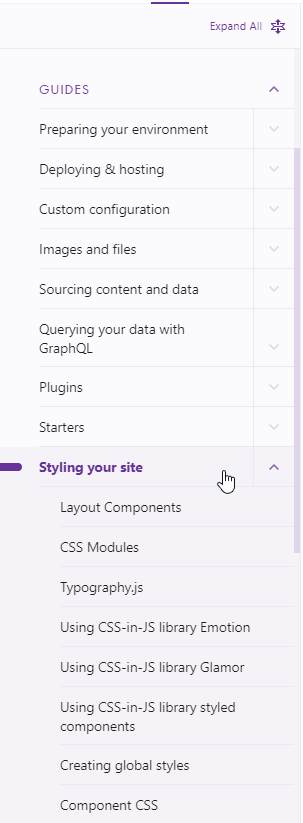 Expand All
GUIDES
Preparing your environment
Deploying & hosting
Custom configuration
Images and files
Sourcing content and data
Querying your data with
GraphQL
Plugins
Starters
Styling your site
Layout Components
CSS Modules
Typography.js
Using CSS-in-JS library Emotion
Using CSS-in-JS library Glamor
Using CSS-in-JS library styled
components
Creating global styles
Component CSS